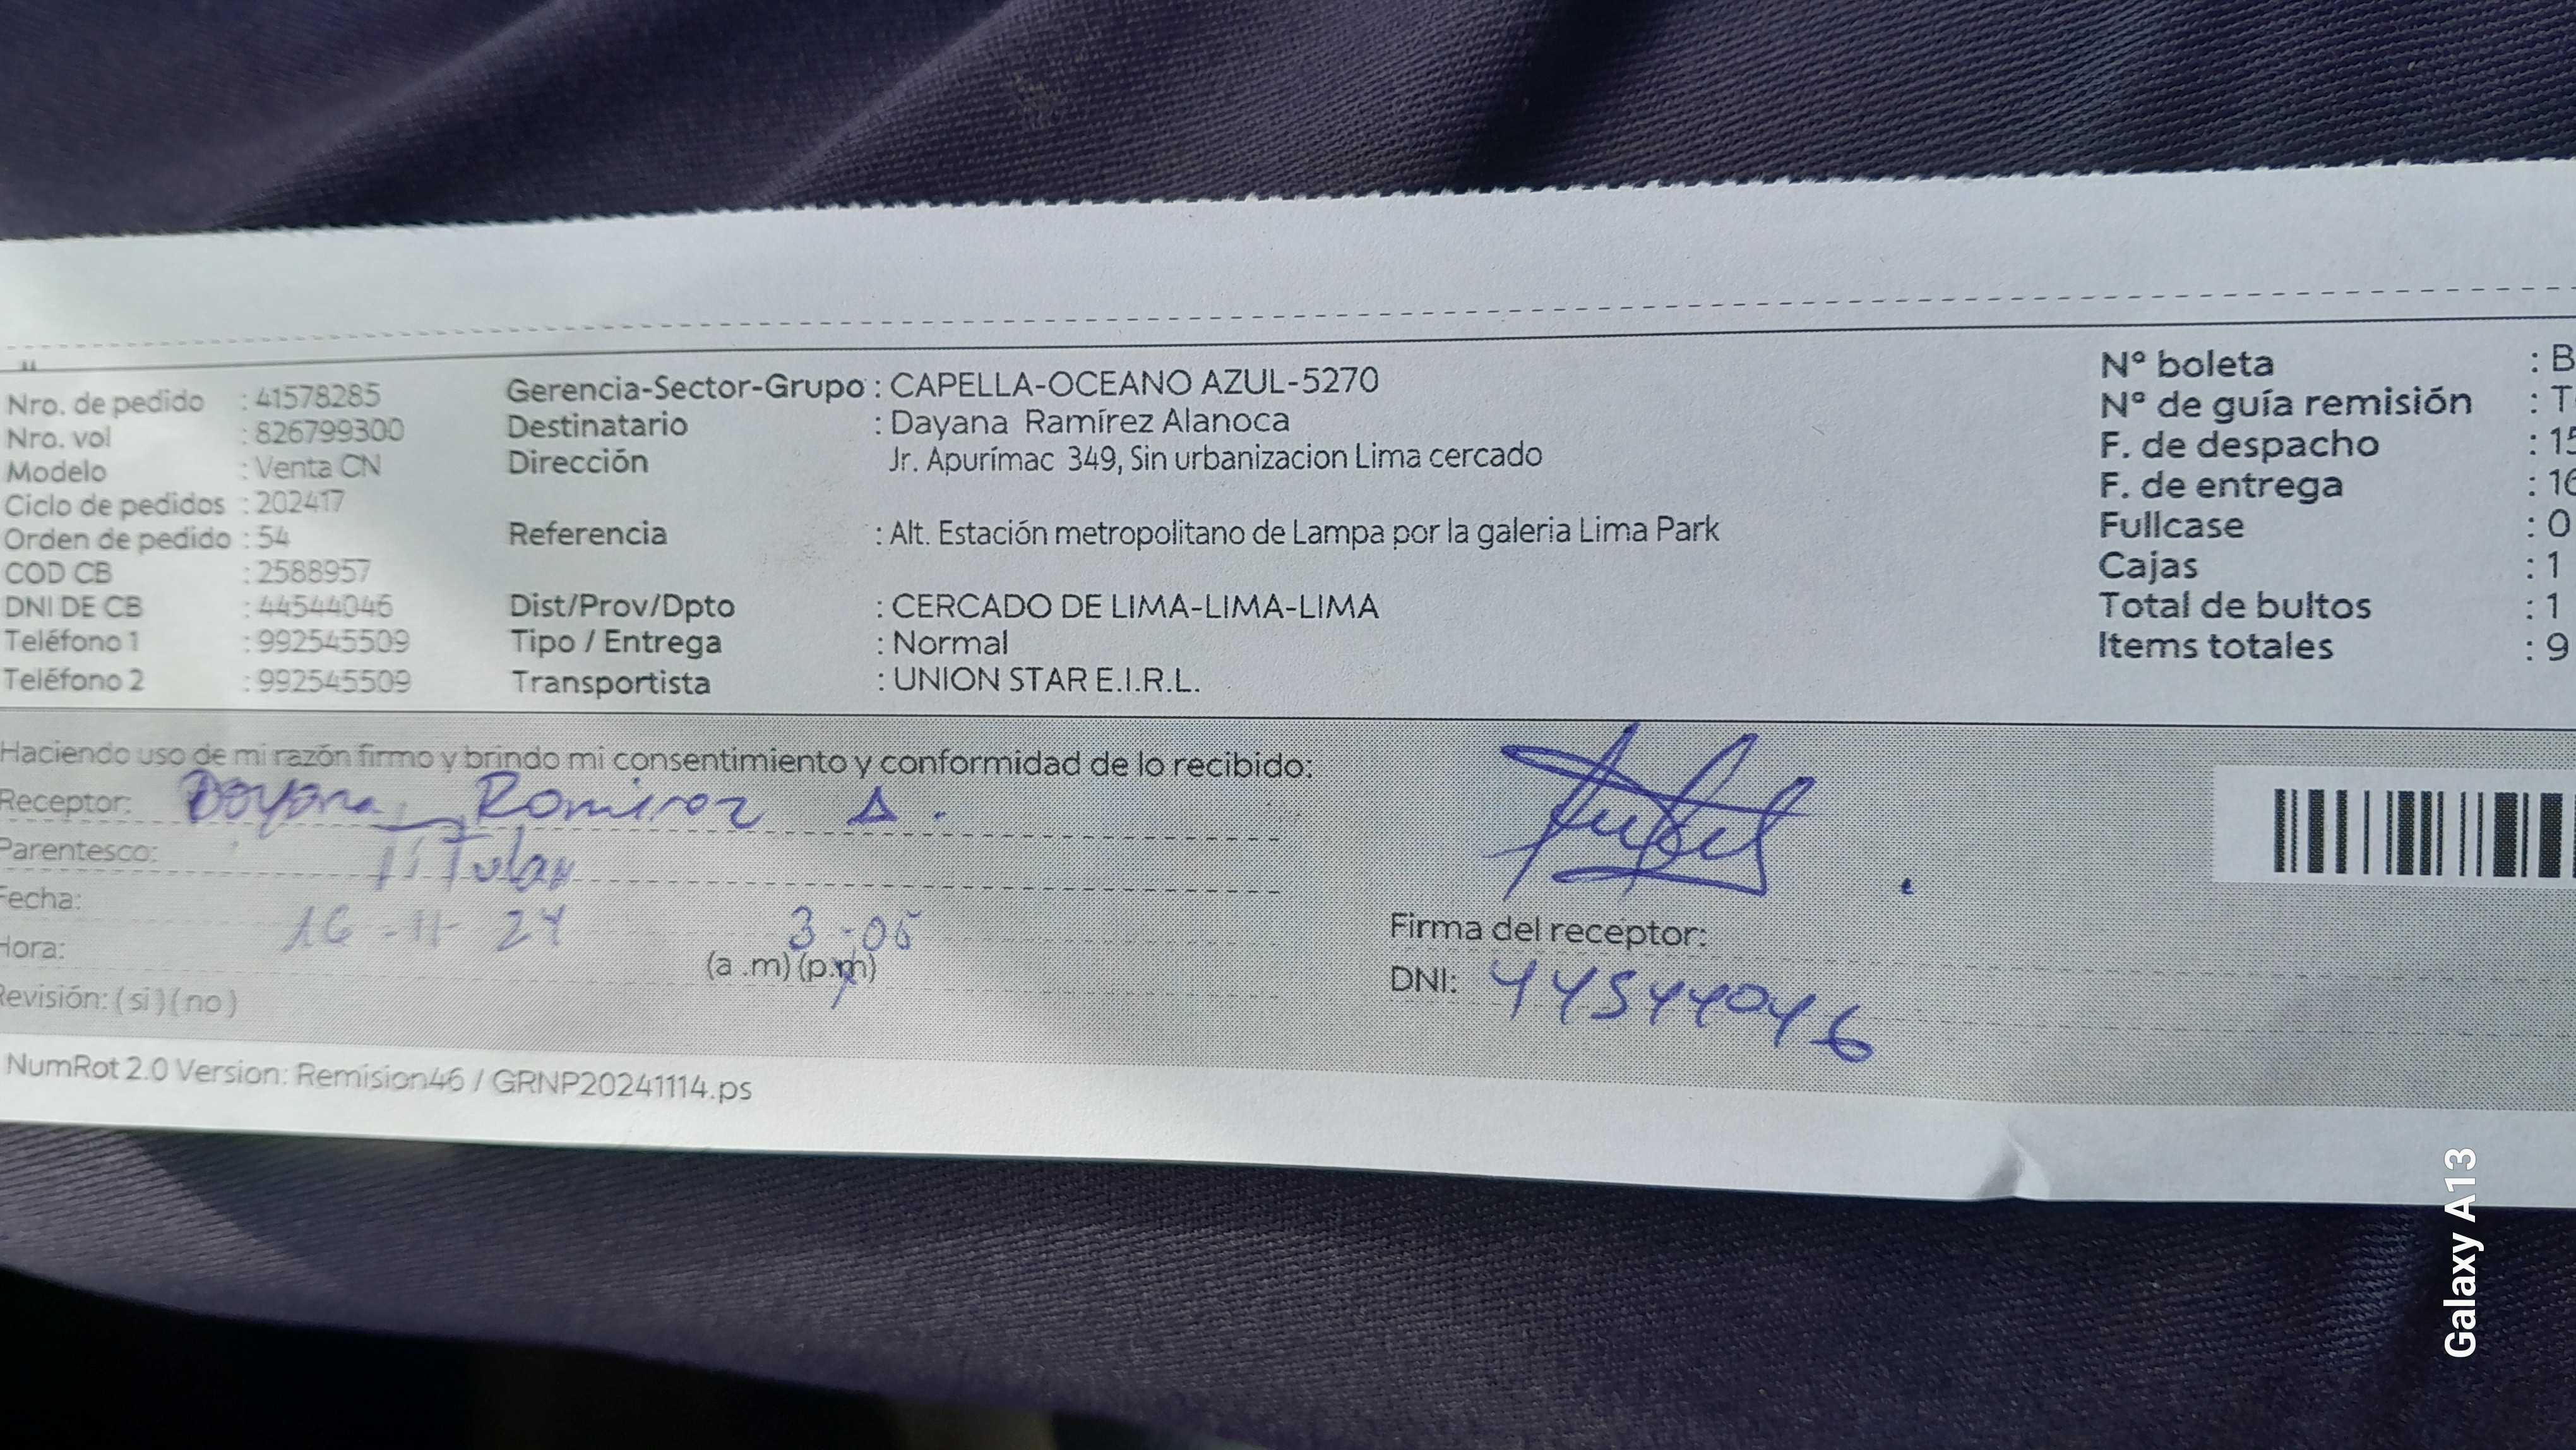 Nro. de pedido : 41578285
Nro. vol : 826799300
Modelo : Venta CN
Ciclo de pedidos : 202417
Orden de pedido : 54
COD CB : 2588957
DNI DE CB : 44544046
Teléfono 1 : 992545509
Teléfono 2 : 992545509
Gerencia-Sector-Grupo : CAPELLA-OCEANO AZUL-5270
Destinatario : Dayana Ramírez Alanoca
Dirección Jr. Apurímac 349, Sin urbanizacion Lima cercado
Referencia : Alt. Estación metropolitano de Lampa por la galeria Lima Park
Dist/Prov/Dpto : CERCADO DE LIMA-LIMA-LIMA
Tipo / Entrega : Normal
Transportista : UNION STAR E.I.R.L.
Nº boleta : B
Nº de guía remisión : T
F. de despacho : 15
F. de entrega : 16
Fullcase : 0
Cajas : 1
Total de bultos : 1
Items totales : 9
Haciendo uso de mi razón firmo y brindo mi consentimiento y conformidad de lo recibido:
Receptor: Dayana Ramirez A.
Parentesco: Titular
Fecha: 16-11-24
Hora: 3:05
(a .m) (p.m)
Revisión: (si) (no)
Firma del receptor:
DNI: 44544046
NumRot 2.0 Version: Remision46 / GRNP20241114.ps
Galaxy A13